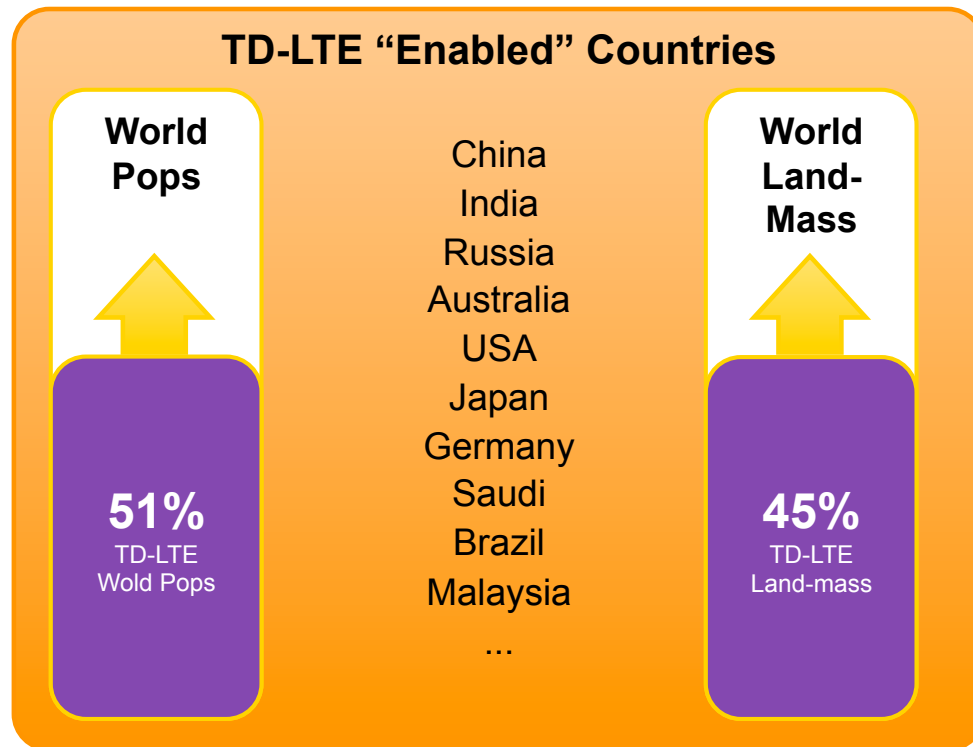 TD-LTE “Enabled” Countries
World
Pops
51%
TD-LTE
Wold Pops
China
India
Russia
Australia
USA
Japan
Germany
Saudi
Brazil
Malaysia
...
World
Land-
Mass
45%
TD-LTE
Land-mass